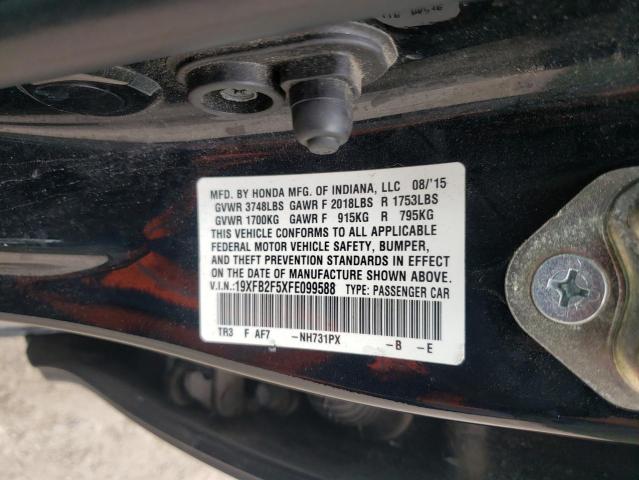 MFD. BY HONDA MFG. OF INDIANA, LLC 08/'15
GVWR 3748LBS GAWR F 2018LBS R 1753LBS
GVWR 1700KG GAWR F 915KG R 795KG
THIS VEHICLE CONFORMS TO ALL APPLICABLE
FEDERAL MOTOR VEHICLE SAFETY, BUMPER,
AND THEFT PREVENTION STANDARDS IN EFFECT
ON THE DATE OF MANUFACTURE SHOWN ABOVE.
V.I.N.:19XFB2F5XFE099588 TYPE: PASSENGER CAR
TR3 F AF7 -NH731PX -B -E